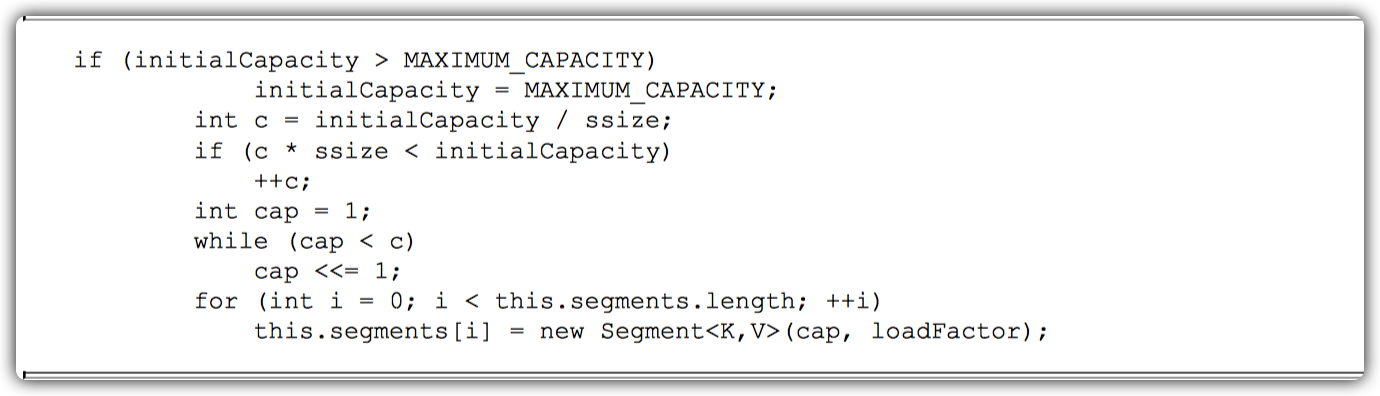 if (initialCapacity > MAXIMUM_CAPACITY)
initialCapacity = MAXIMUM_CAPACITY;
int c = initialCapacity / ssize;
if (c * ssize < initialCapacity)
++c;
int cap = 1;
while (cap < c)
cap <<= 1;
for (int i = 0; i < this.segments.length; ++i)
this.segments[i] = new Segment<K,V>(cap, loadFactor);